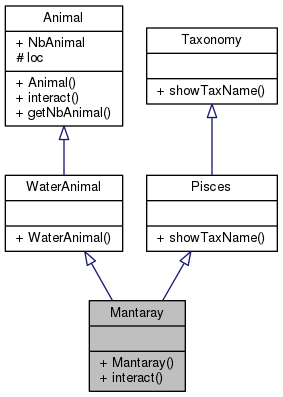 Animal
+ NbAnimal
# loc
+ Animal()
+ interact()
+ getNbAnimal()
Taxonomy
+ showTaxName()
WaterAnimal
+ WaterAnimal()
Pisces
+ showTaxName()
Mantaray
+ Mantaray()
+ interact()